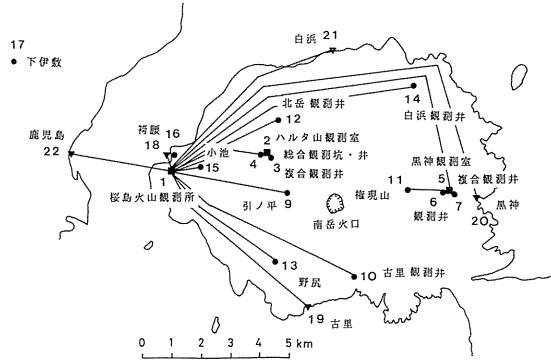 17
下伊敷
白浜 21
鹿児島
22
袴腰
16
18
小池
15
1
桜島火山観測所
北岳観測井
12
2
ハルタ山観測室
4
総合観測坑・井
3
複合観測井
14
白浜観測井
黒神観測室
5 複合観測井
11
権現山
6 7
観測井
20
黒神
引ノ平
9
南岳火口
13
野尻
10 古里観測井
19
古里
0 1 2 3 4 5 km